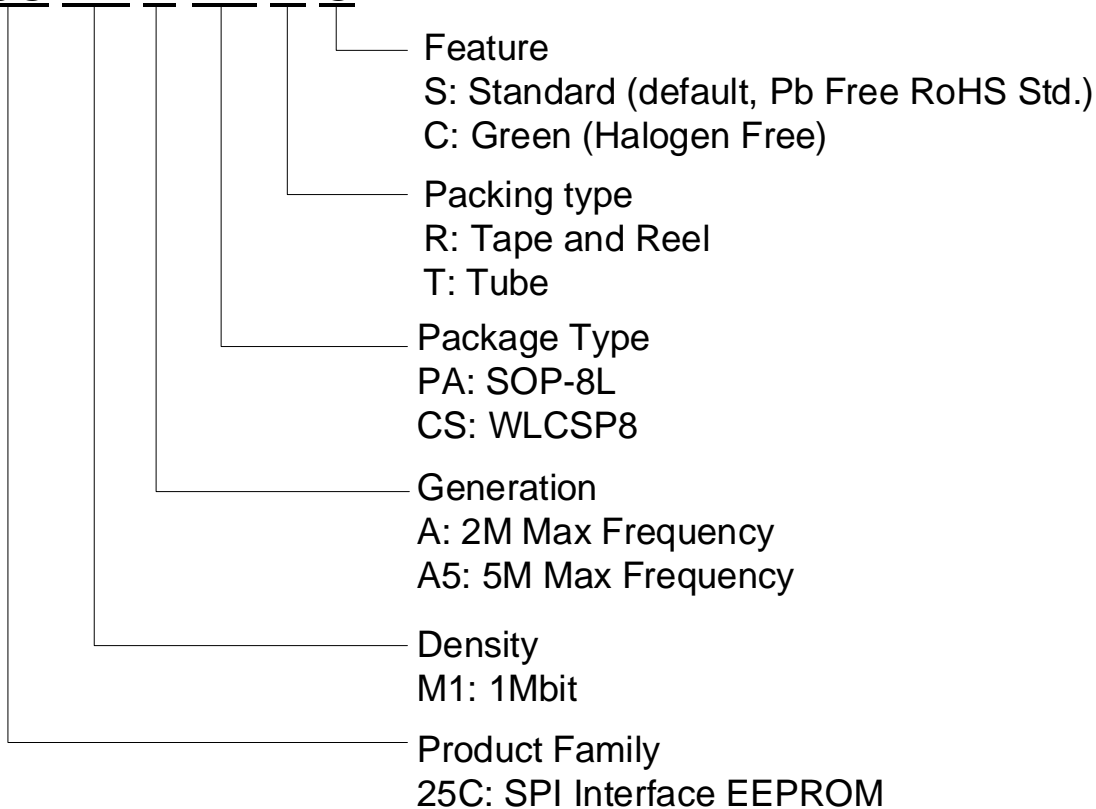 Feature
S: Standard (default, Pb Free RoHS Std.)
C: Green (Halogen Free)
Packing type
R: Tape and Reel
T: Tube
Package Type
PA: SOP-8L
CS: WLCSP8
Generation
A: 2M Max Frequency
A5: 5M Max Frequency
Density
M1: 1Mbit
Product Family
25C: SPI Interface EEPROM